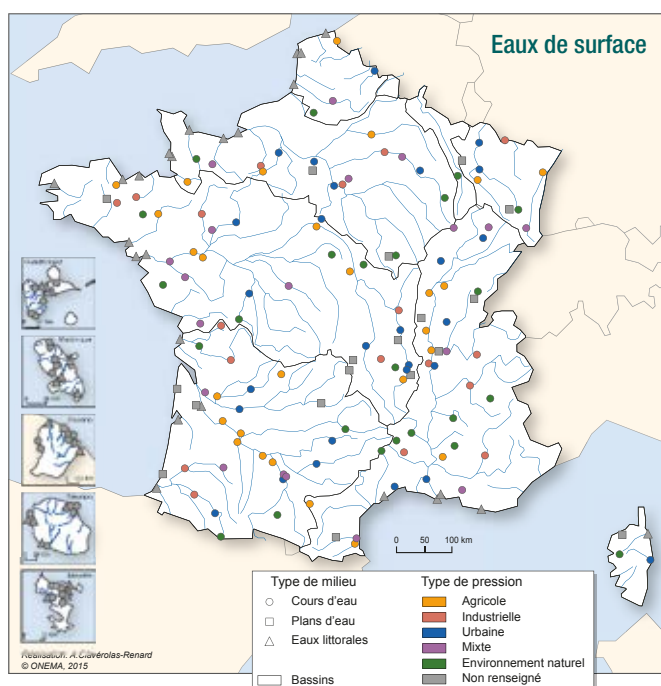 Eaux de surface
0 50 100 km
Type de milieu
Cours d'eau
Plans d'eau
Eaux littorales
Bassins
Type de pression
Agricole
Industrielle
Urbaine
Mixte
Environnement naturel
Non renseigné
Réalisation: A.Clavérolas-Renard
© ONEMA, 2015